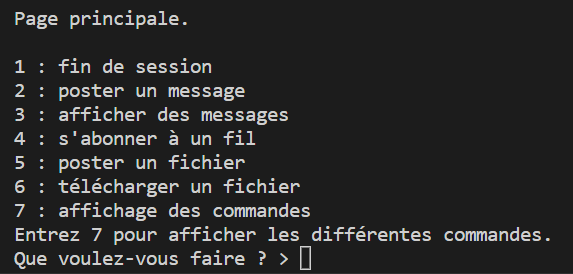 Page principale.
1 : fin de session
2 : poster un message
3 : afficher des messages
4 : s'abonner à un fil
5 : poster un fichier
6 : télécharger un fichier
7 : affichage des commandes
Entrez 7 pour afficher les différentes commandes.
Que voulez-vous faire ? >